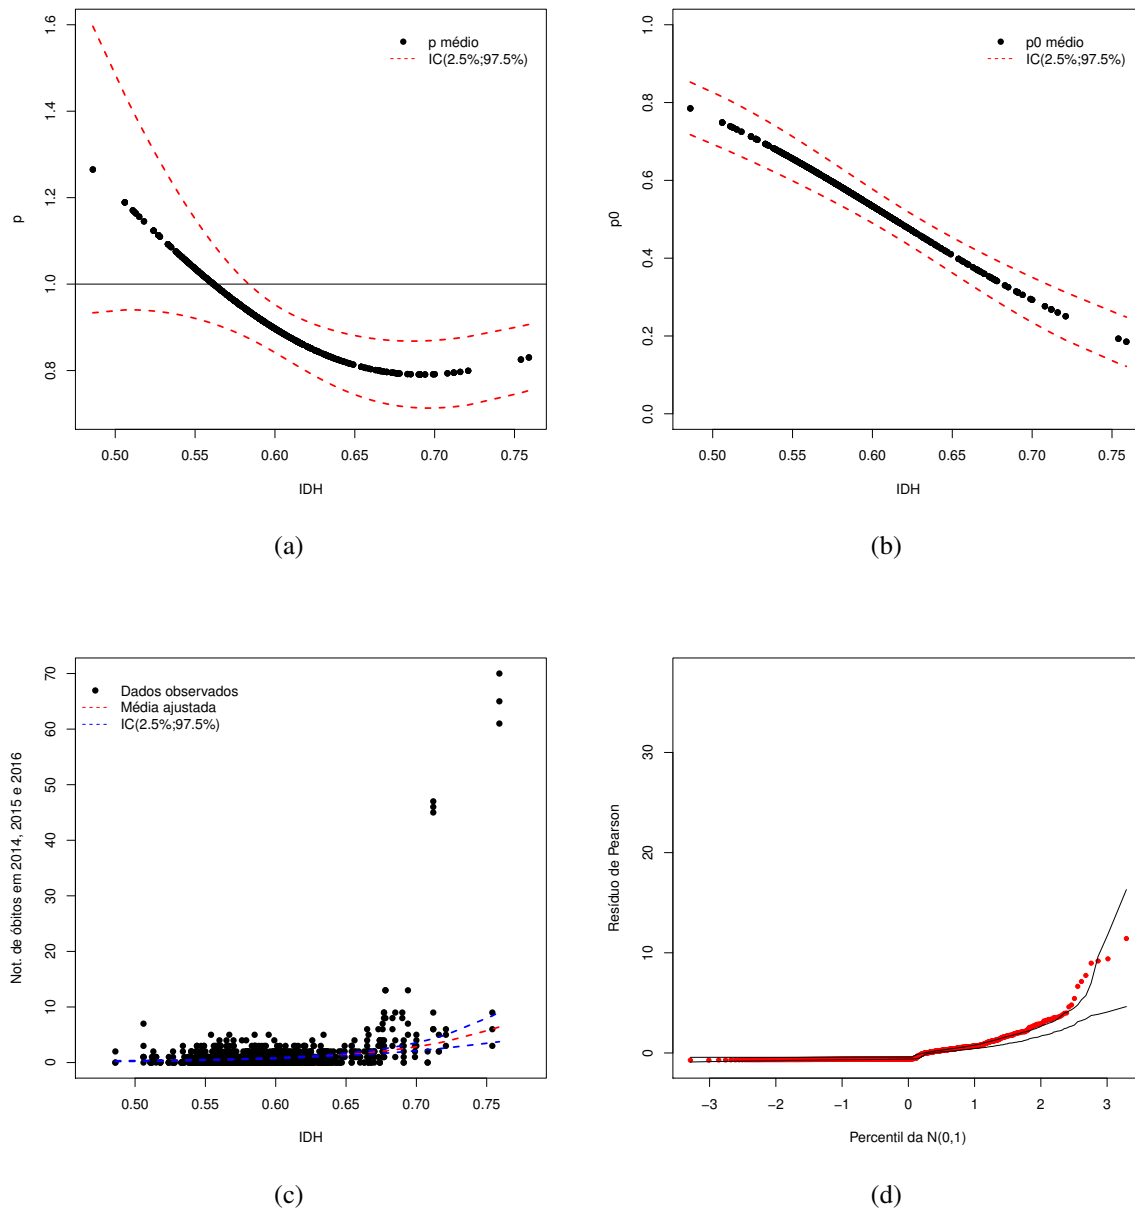 1.6
1.4
1.2
1.0
0.8
p
p médio
IC(2.5%;97.5%)
0.50 0.55 0.60 0.65 0.70 0.75
IDH
(a)
1.0
0.8
0.6
0.4
0.2
0.0
p0
p0 médio
IC(2.5%;97.5%)
0.50 0.55 0.60 0.65 0.70 0.75
IDH
(b)
70
60
50
40
30
20
10
0
Not. de óbitos em 2014, 2015 e 2016
Dados observados
Média ajustada
IC(2.5%;97.5%)
0.50 0.55 0.60 0.65 0.70 0.75
IDH
(c)
30
20
10
0
Resíduo de Pearson
−3 −2 −1 0 1 2 3
Percentil da N(0,1)
(d)